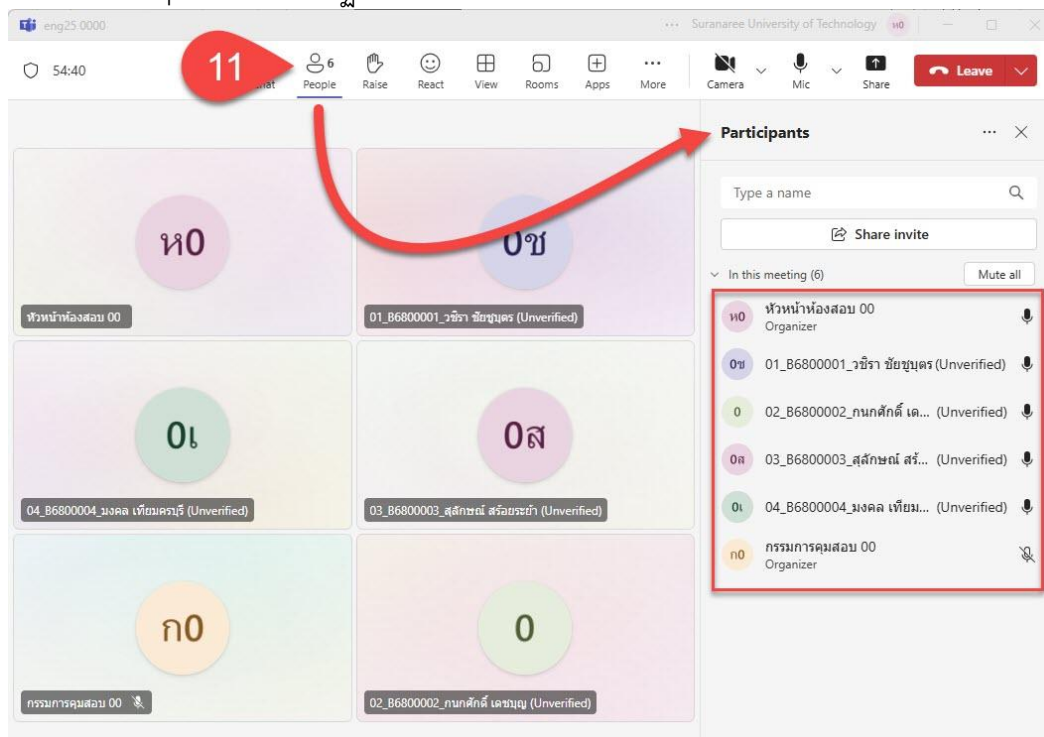 eng25 0000 ... Suranaree University of Technology ห0
54:40 11 People 6 Raise React View Rooms Apps More Camera Mic Share Leave
Participants
Type a name
Share invite
In this meeting (6) Mute all
ห0 หัวหน้าห้องสอบ 00
Organizer
0ช 01_B6800001_วชิรา ชัยชูบุตร (Unverified)
0 02_B6800002_กนกศักดิ์ เด... (Unverified)
0ส 03_B6800003_สุลักษณ์ สร้... (Unverified)
0เ 04_B6800004_มงคล เทียม... (Unverified)
ก0 กรรมการคุมสอบ 00
Organizer
ห0
หัวหน้าห้องสอบ 00
0ช
01_B6800001_วชิรา ชัยชูบุตร (Unverified)
0เ
04_B6800004_มงคล เทียมครบุรี (Unverified)
0ส
03_B6800003_สุลักษณ์ สร้อยระย้า (Unverified)
ก0
กรรมการคุมสอบ 00
0
02_B6800002_กนกศักดิ์ เดชบุญ (Unverified)